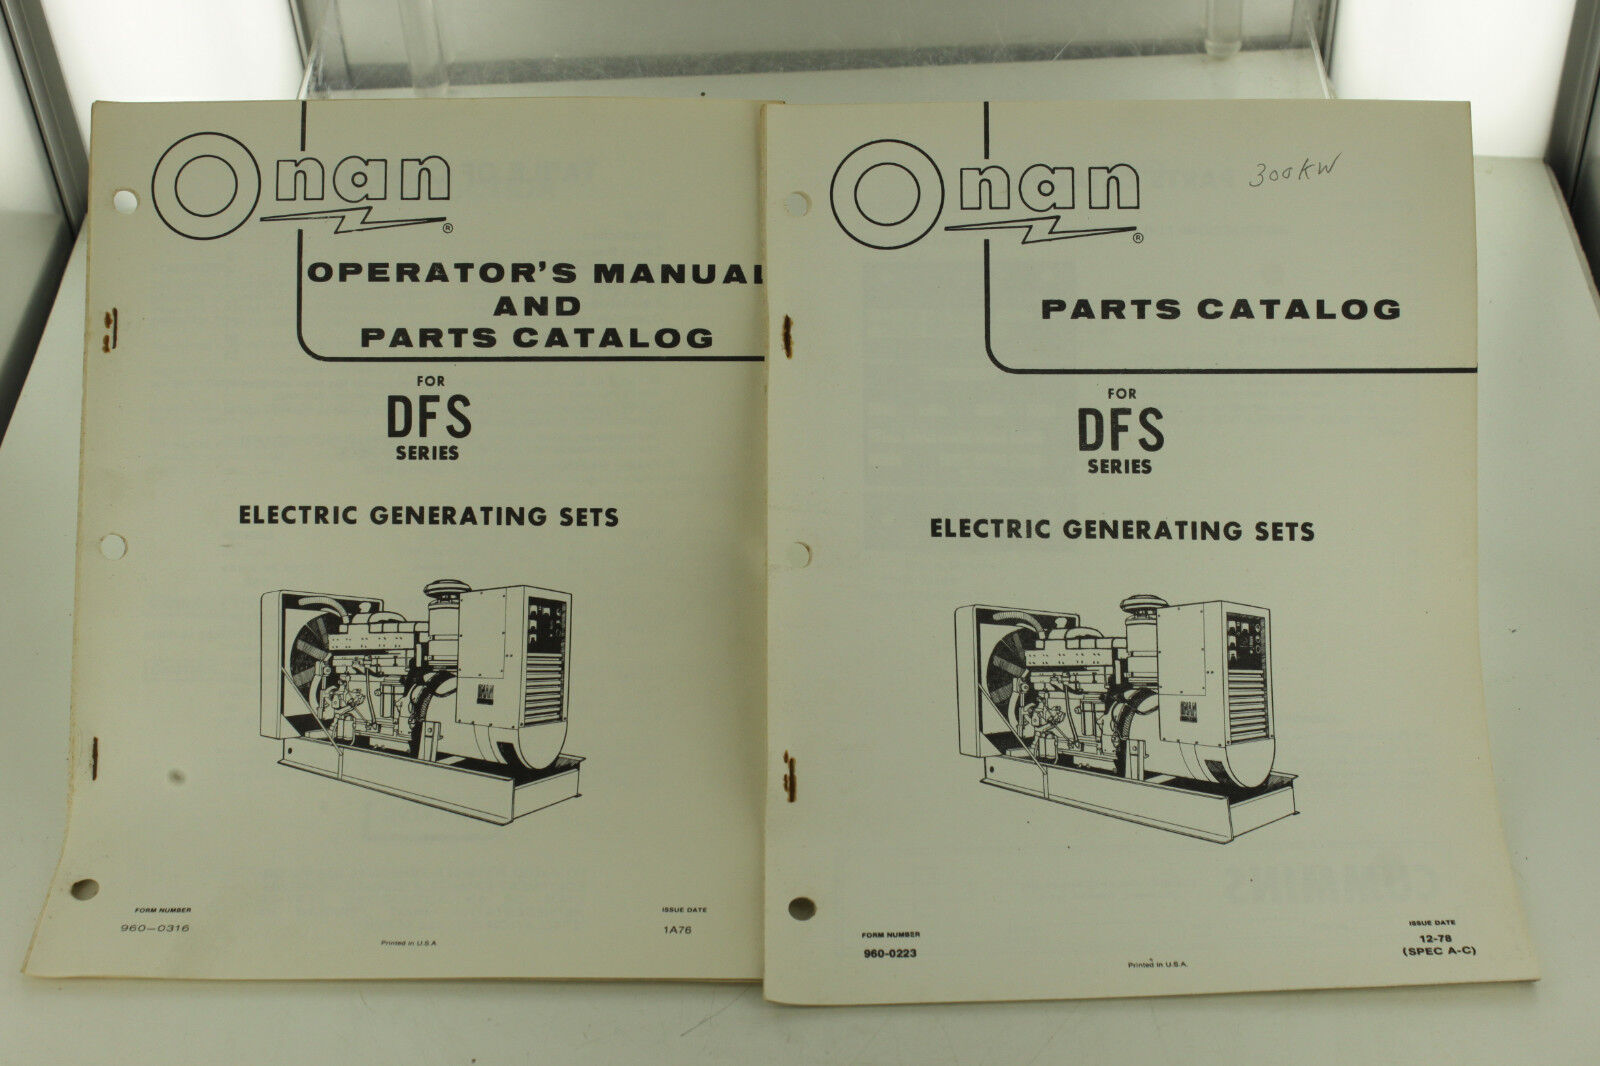 Onan®
OPERATOR'S MANUAL
AND
PARTS CATALOG
FOR
DFS
SERIES
ELECTRIC GENERATING SETS
FORM NUMBER
960-0316
ISSUE DATE
1A76
Printed in U.S.A
Onan®
300KW
PARTS CATALOG
FOR
DFS
SERIES
ELECTRIC GENERATING SETS
FORM NUMBER
960-0223
ISSUE DATE
12-78
(SPEC A-C)
Printed in U.S.A.
CUMMINS